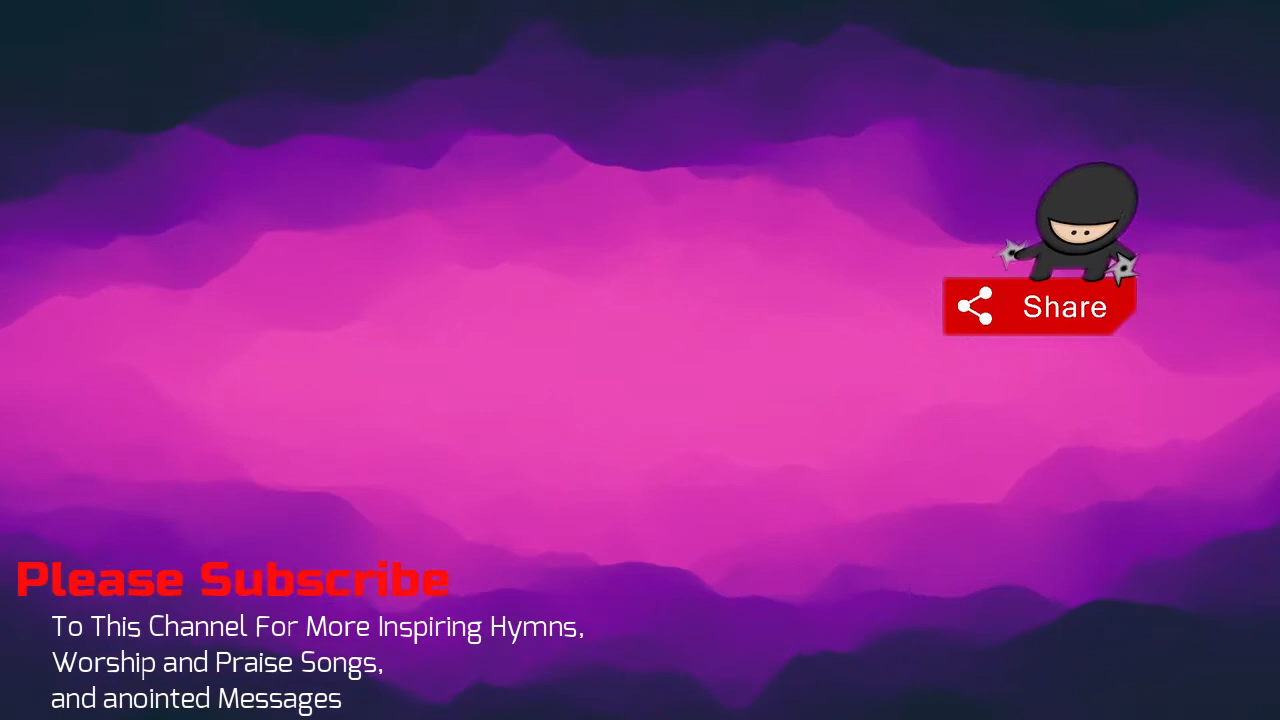 Share
Please Subscribe
To This Channel For More Inspiring Hymns,
Worship and Praise Songs,
and anointed Messages